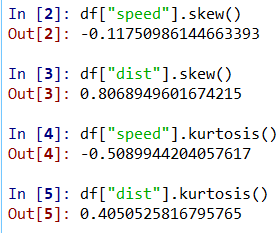 In [2]: df["speed"].skew()
Out[2]: -0.11750986144663393
In [3]: df["dist"].skew()
Out[3]: 0.8068949601674215
In [4]: df["speed"].kurtosis()
Out[4]: -0.5089944204057617
In [5]: df["dist"].kurtosis()
Out[5]: 0.4050525816795765